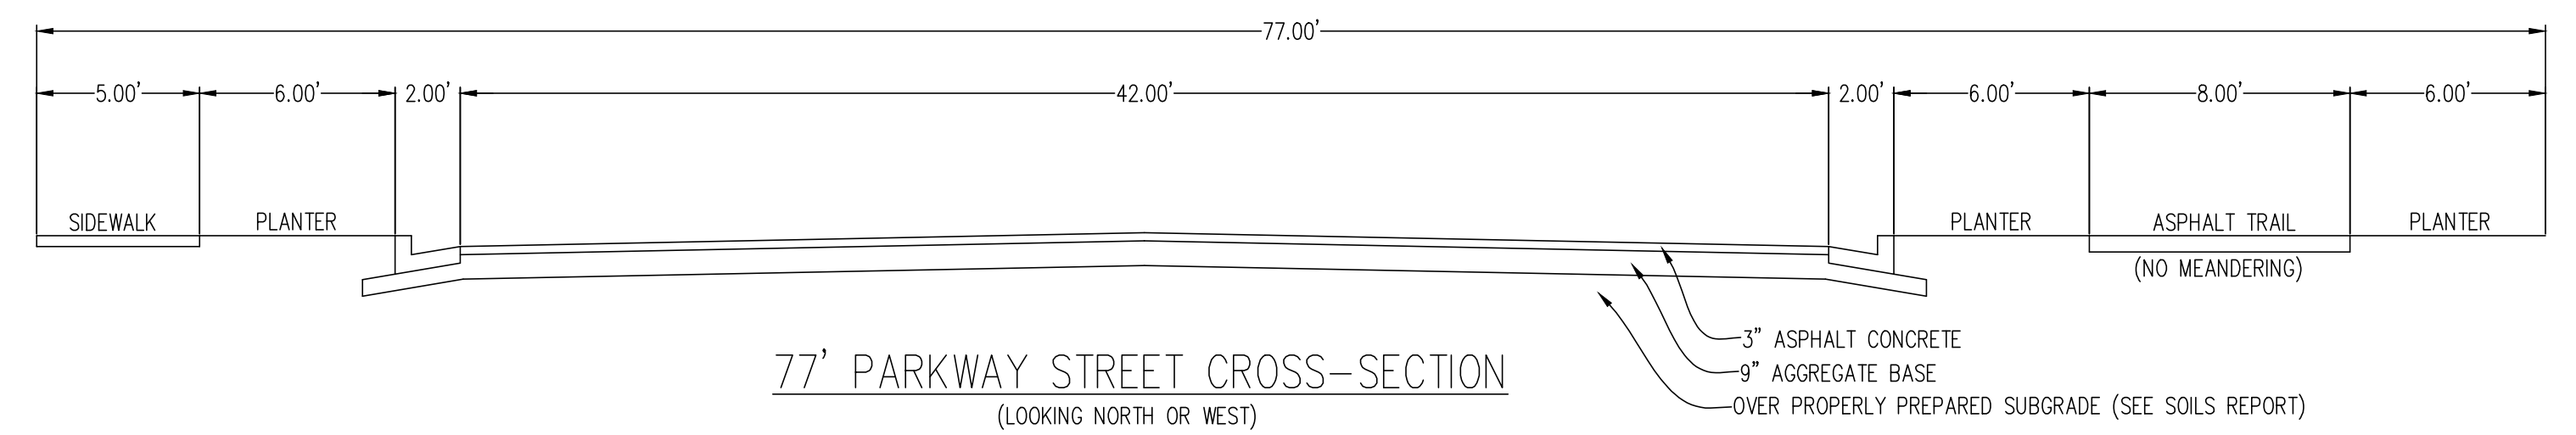 77.00'
5.00' 6.00' 2.00' 42.00' 2.00' 6.00' 8.00' 6.00'
SIDEWALK PLANTER PLANTER ASPHALT TRAIL PLANTER
(NO MEANDERING)
3" ASPHALT CONCRETE
9" AGGREGATE BASE
OVER PROPERLY PREPARED SUBGRADE (SEE SOILS REPORT)
77' PARKWAY STREET CROSS-SECTION
(LOOKING NORTH OR WEST)